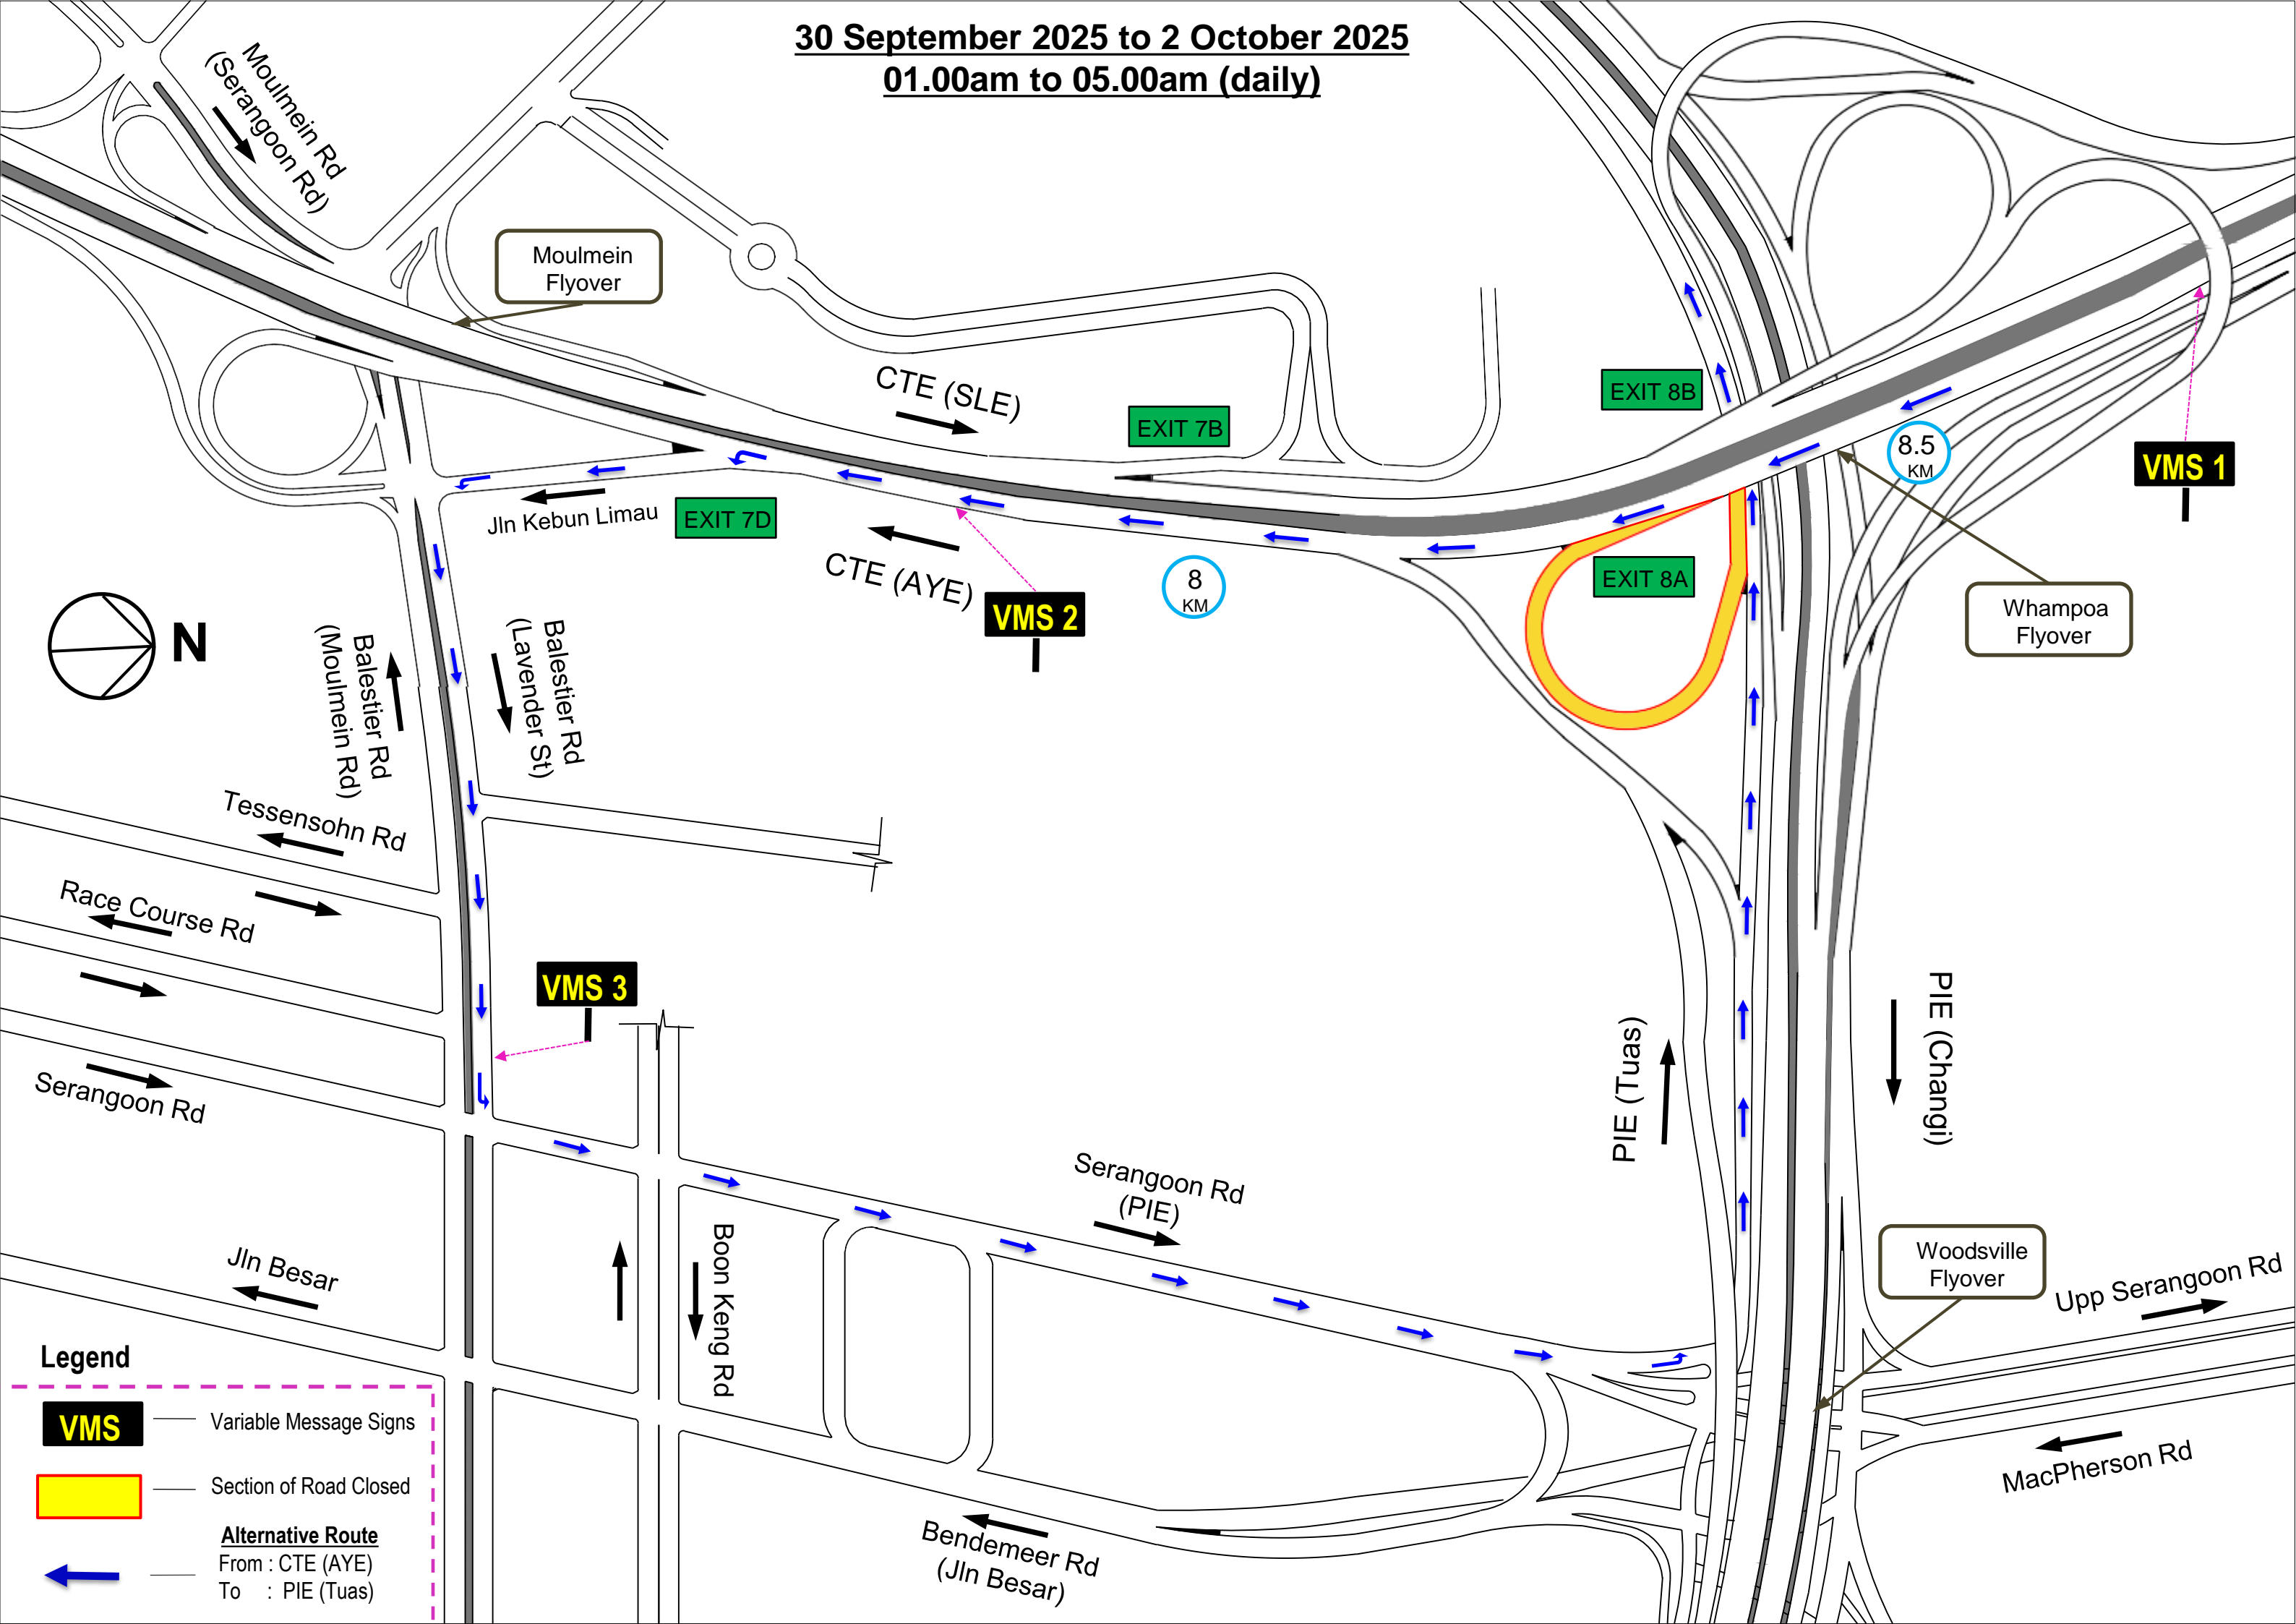 30 September 2025 to 2 October 2025
01.00am to 05.00am (daily)
Moulmein Rd
(Serangoon Rd)
Moulmein
Flyover
CTE (SLE)
EXIT 7B
EXIT 8B
8.5
KM
VMS 1
Jln Kebun Limau
EXIT 7D
CTE (AYE)
VMS 2
8
KM
EXIT 8A
Whampoa
Flyover
N
Balestier Rd
(Moulmein Rd)
Balestier Rd
(Lavender St)
Tessensohn Rd
Race Course Rd
Serangoon Rd
VMS 3
PIE (Tuas)
PIE (Changi)
Serangoon Rd
(PIE)
Boon Keng Rd
Jln Besar
Woodsville
Flyover
Upp Serangoon Rd
MacPherson Rd
Bendemeer Rd
(Jln Besar)
Legend
VMS
Variable Message Signs
Section of Road Closed
Alternative Route
From : CTE (AYE)
To : PIE (Tuas)